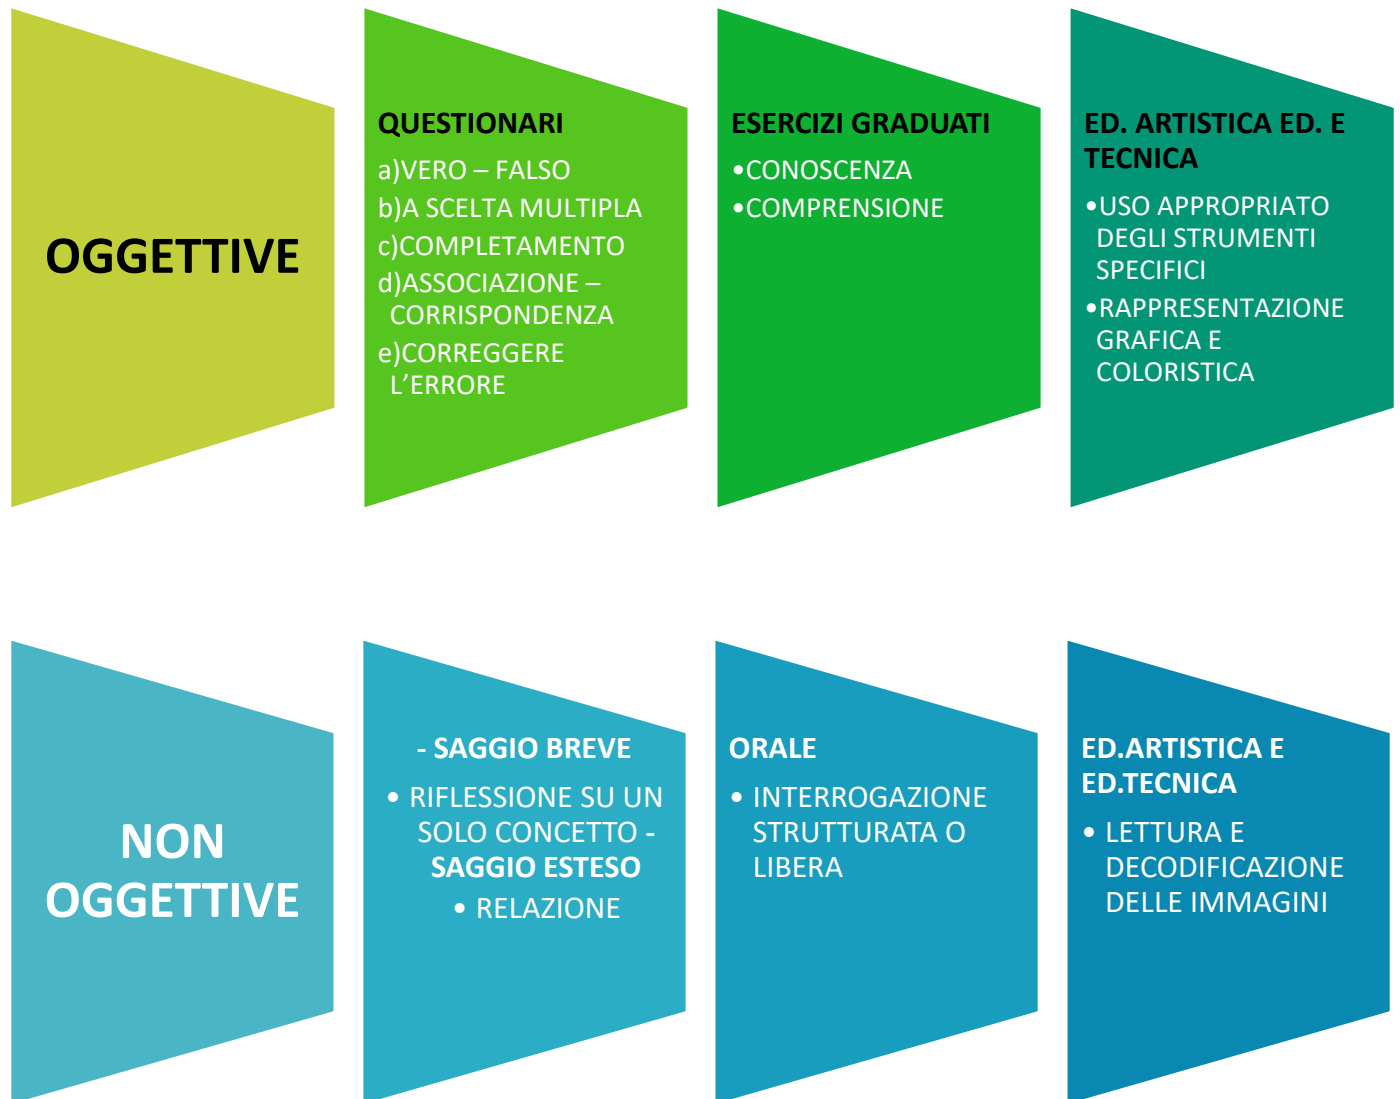 OGGETTIVE
QUESTIONARI
a)VERO – FALSO
b)A SCELTA MULTIPLA
c)COMPLETAMENTO
d)ASSOCIAZIONE –
CORRISPONDENZA
e)CORREGGERE
L’ERRORE
ESERCIZI GRADUATI
•CONOSCENZA
•COMPRENSIONE
ED. ARTISTICA ED. E
TECNICA
•USO APPROPRIATO
DEGLI STRUMENTI
SPECIFICI
•RAPPRESENTAZIONE
GRAFICA E
COLORISTICA
NON
OGGETTIVE
- SAGGIO BREVE
• RIFLESSIONE SU UN
SOLO CONCETTO -
SAGGIO ESTESO
• RELAZIONE
ORALE
• INTERROGAZIONE
STRUTTURATA O
LIBERA
ED.ARTISTICA E
ED.TECNICA
• LETTURA E
DECODIFICAZIONE
DELLE IMMAGINI